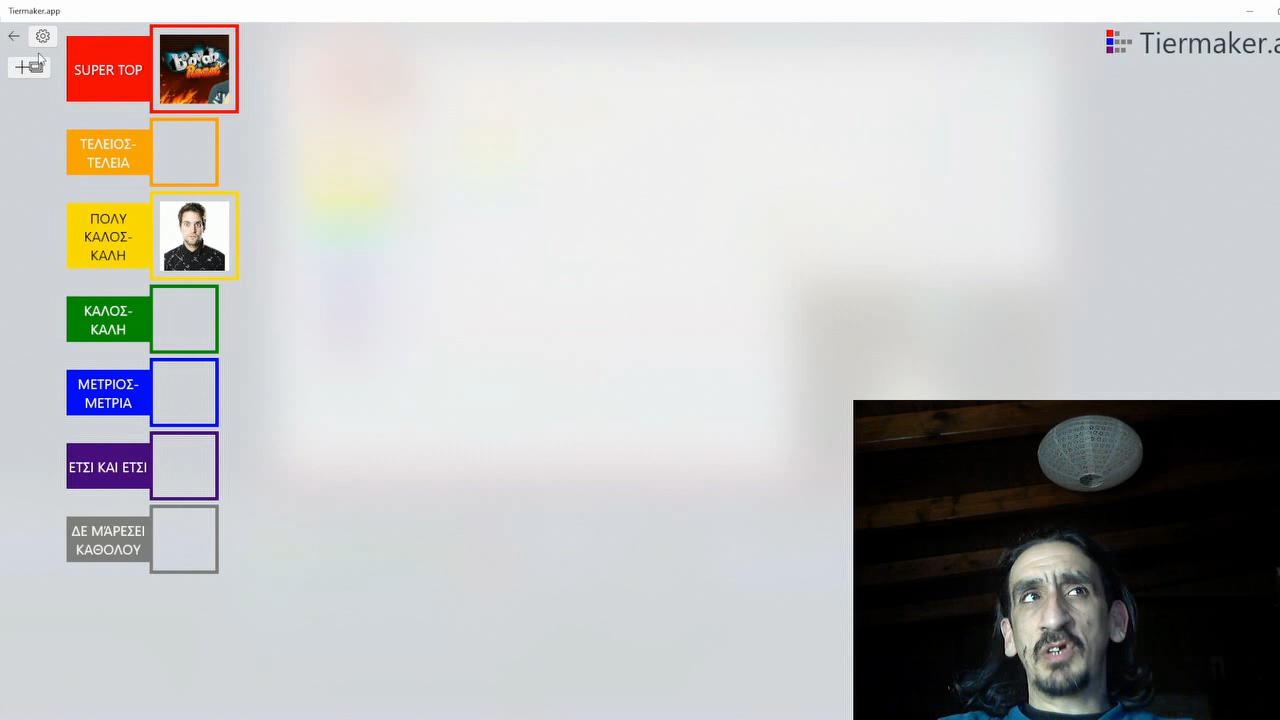 Tiermaker.app
Tiermaker.a
SUPER TOP
ΤΕΛΕΙΟΣ-
ΤΕΛΕΙΑ
ΠΟΛΥ
ΚΑΛΟΣ-
ΚΑΛΗ
ΚΑΛΟΣ-
ΚΑΛΗ
ΜΕΤΡΙΟΣ-
ΜΕΤΡΙΑ
ΕΤΣΙ ΚΑΙ ΕΤΣΙ
ΔΕ ΜΆΡΕΣΕΙ
ΚΑΘΟΛΟΥ